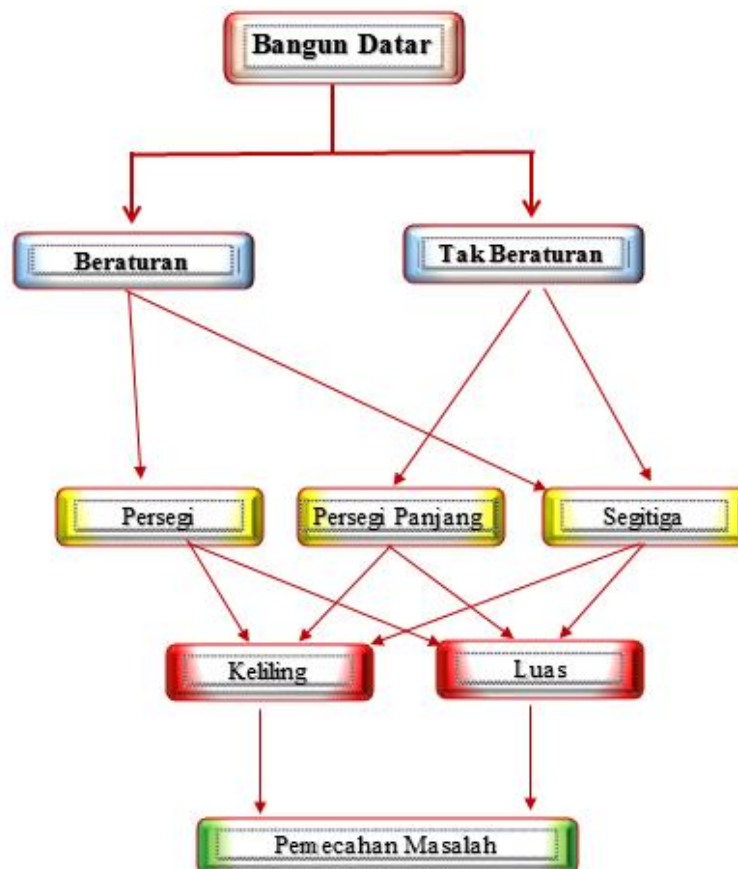 Bangun Datar
Beraturan
Tak Beraturan
Persegi
Persegi Panjang
Segitiga
Keliling
Luas
Pemecahan Masalah